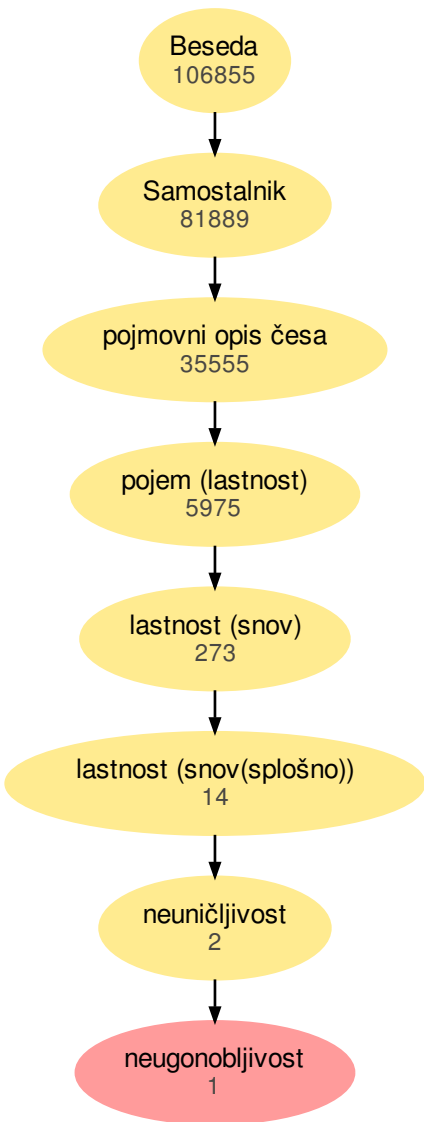 Beseda
106855
Samostalnik
81889
pojmovni opis česa
35555
pojem (lastnost)
5975
lastnost (snov)
273
lastnost (snov(splošno))
14
neuničljivost
2
neugonobljivost
1